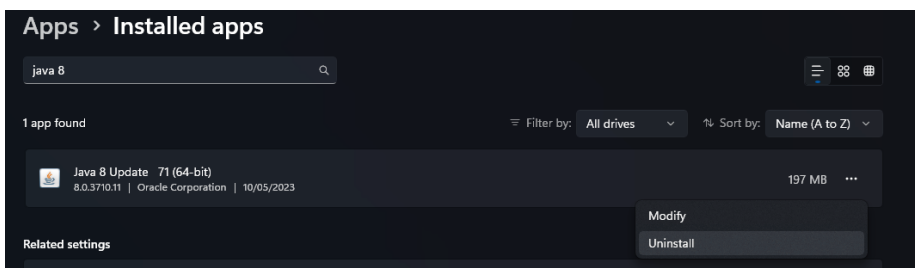 Apps > Installed apps
java 8
1 app found
Filter by: All drives
Sort by: Name (A to Z)
Java 8 Update 71 (64-bit)
8.0.3710.11 | Oracle Corporation | 10/05/2023
197 MB
Modify
Uninstall
Related settings